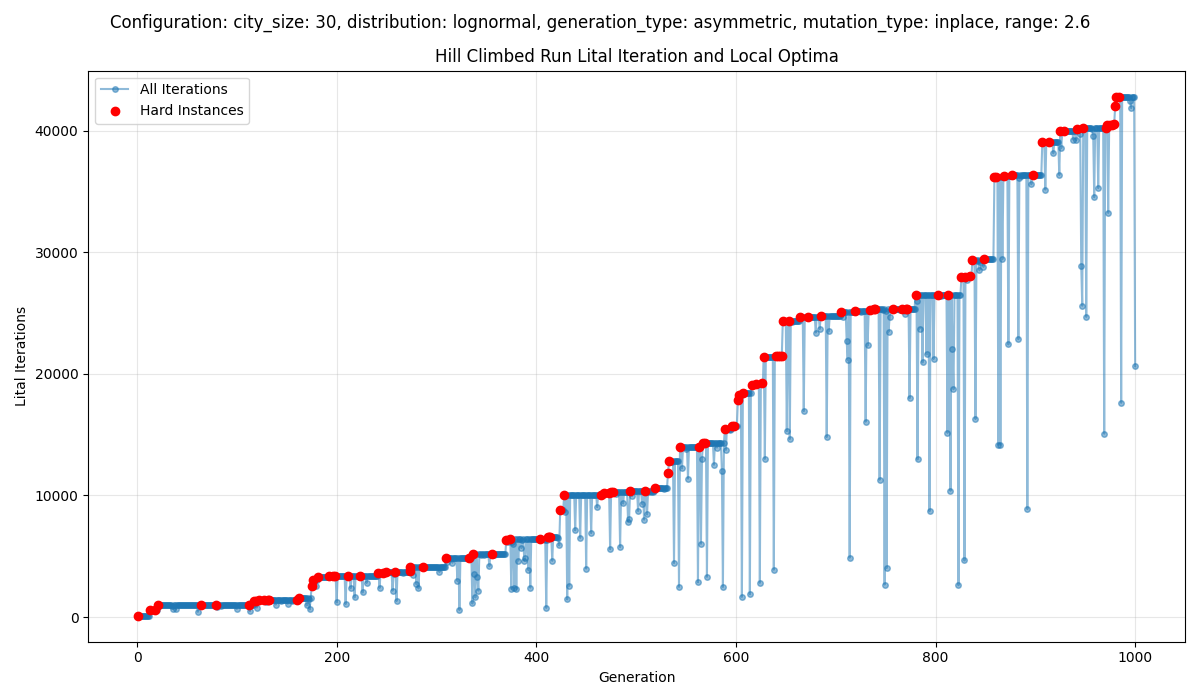 Configuration: city_size: 30, distribution: lognormal, generation_type: asymmetric, mutation_type: inplace, range: 2.6
Hill Climbed Run Lital Iteration and Local Optima
All Iterations
Hard Instances
Lital Iterations
40000
30000
20000
10000
0
0 200 400 600 800 1000
Generation